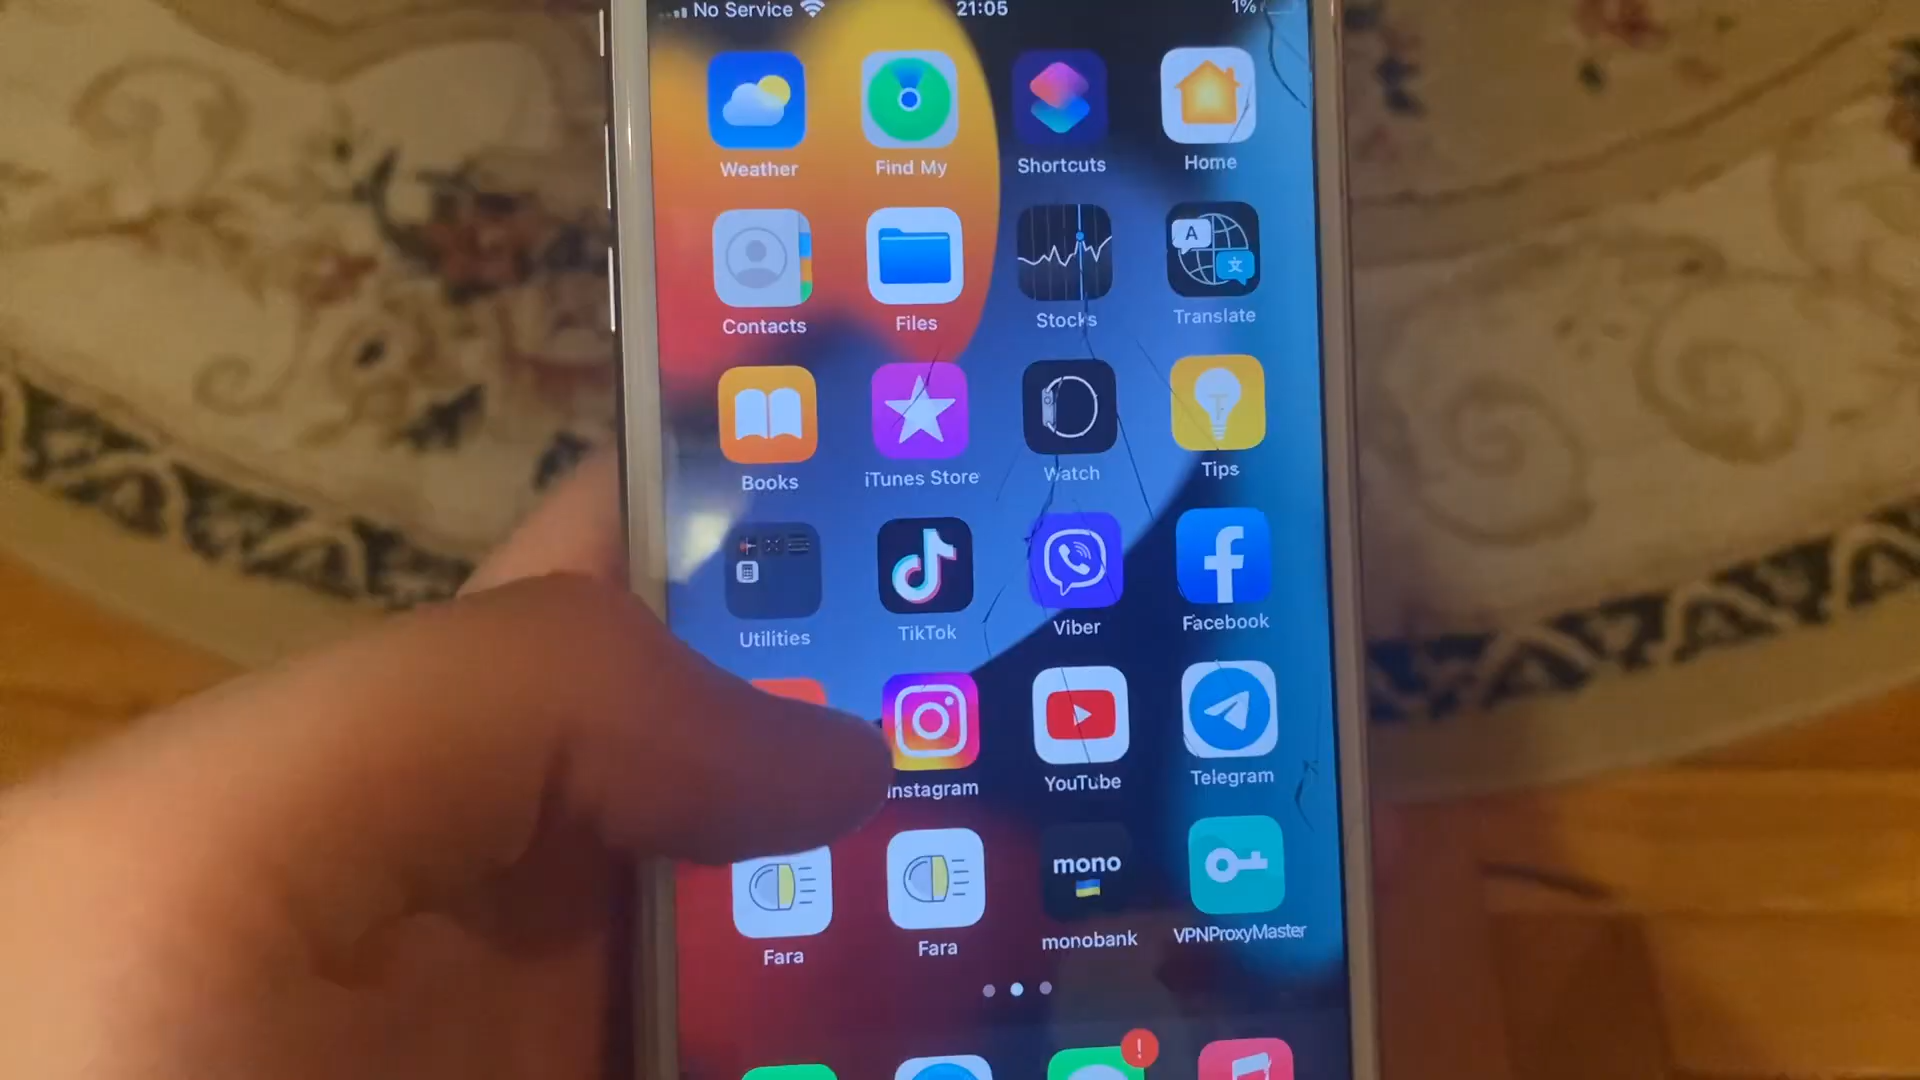 No Service 21:05 1%
Weather Find My Shortcuts Home
A 文
Contacts Files Stocks Translate
Books iTunes Store Watch Tips
Utilities TikTok Viber Facebook
Instagram YouTube Telegram
mono
Fara Fara monobank VPNProxyMaster
!